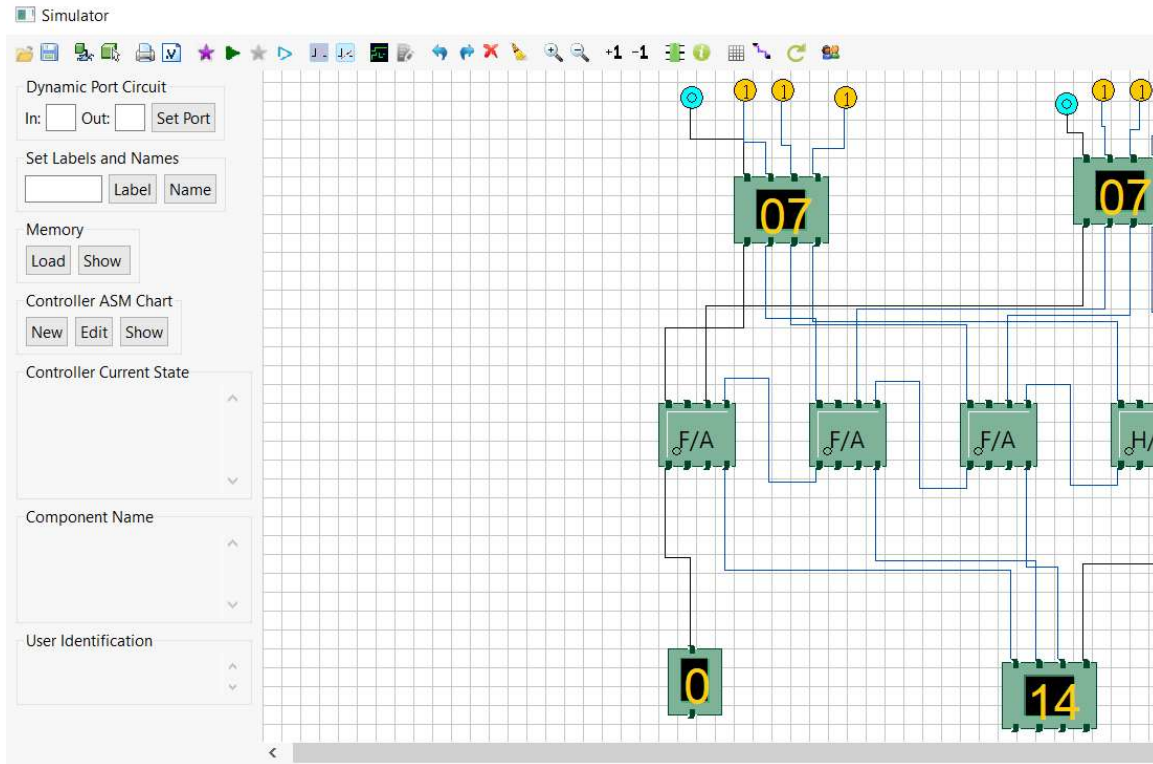 Simulator
+1 -1
Dynamic Port Circuit
In: Out: Set Port
Set Labels and Names
Label Name
Memory
Load Show
Controller ASM Chart
New Edit Show
Controller Current State
Component Name
User Identification
0 1 1 1 0 1 1
07 07
F/A F/A F/A H/
0 14